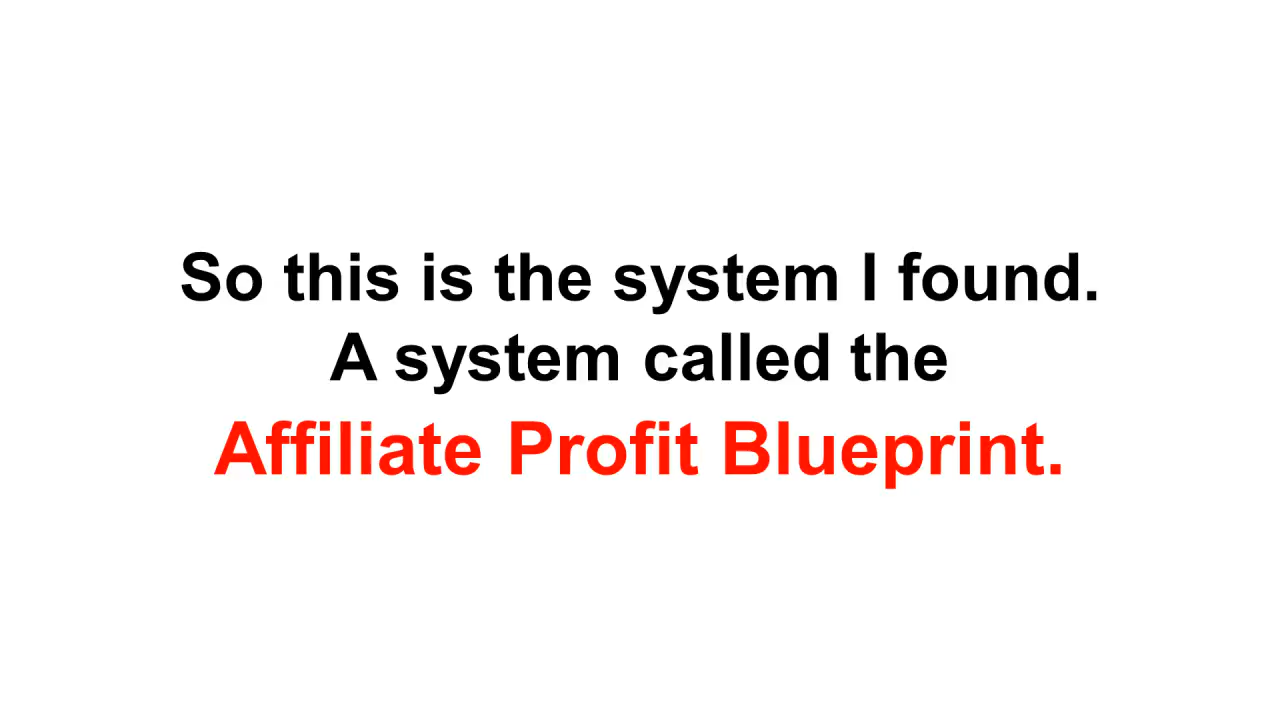 So this is the system I found.
A system called the
Affiliate Profit Blueprint.